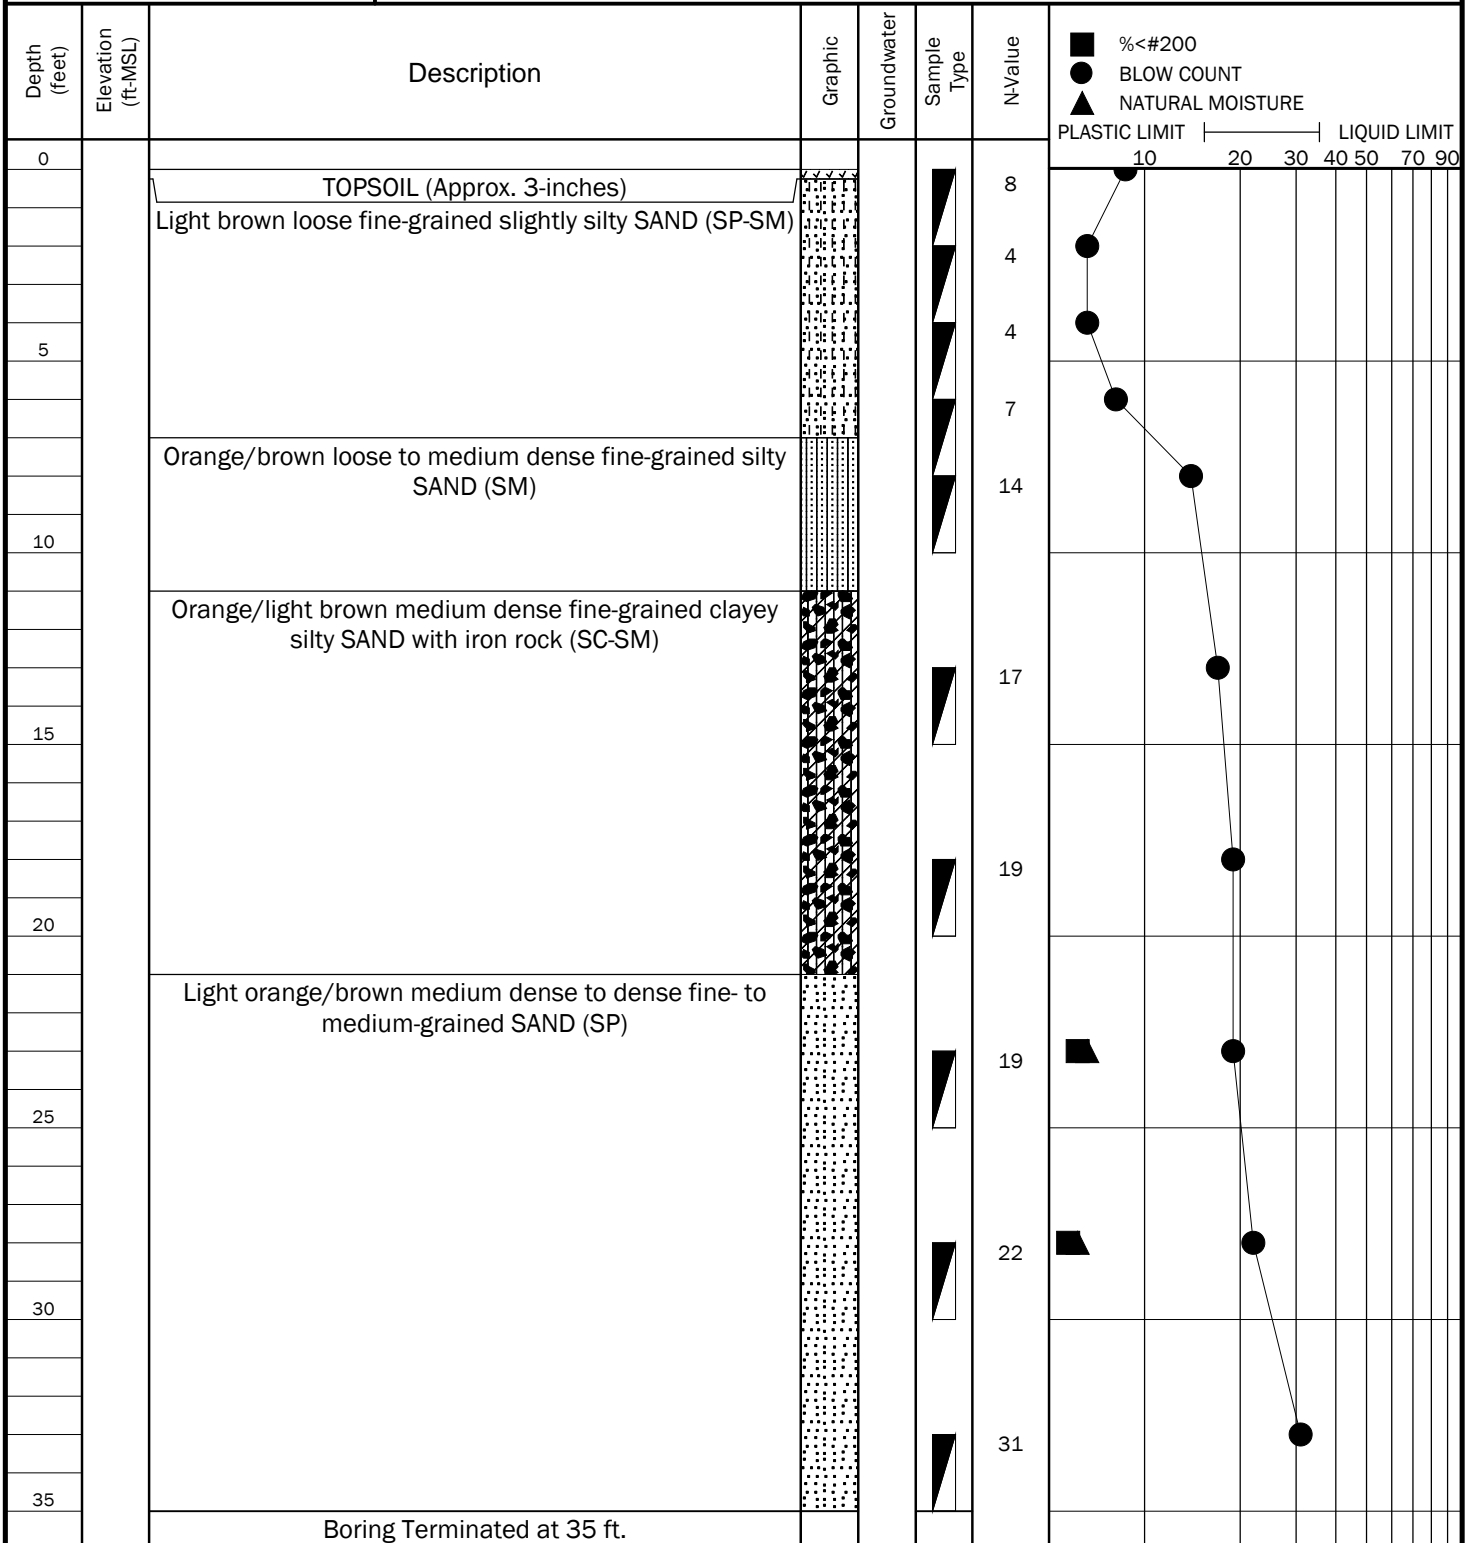 Depth
(feet)
Elevation
(ft-MSL)
Description
Graphic
Groundwater
Sample
Type
N-Value
%<#200
BLOW COUNT
NATURAL MOISTURE
PLASTIC LIMIT LIQUID LIMIT
10 20 30 40 50 70 90
0
TOPSOIL (Approx. 3-inches)
8
Light brown loose fine-grained slightly silty SAND (SP-SM)
4
4
5
7
Orange/brown loose to medium dense fine-grained silty
SAND (SM)
14
10
Orange/light brown medium dense fine-grained clayey
silty SAND with iron rock (SC-SM)
17
15
19
20
Light orange/brown medium dense to dense fine- to
medium-grained SAND (SP)
19
25
22
30
31
35
Boring Terminated at 35 ft.